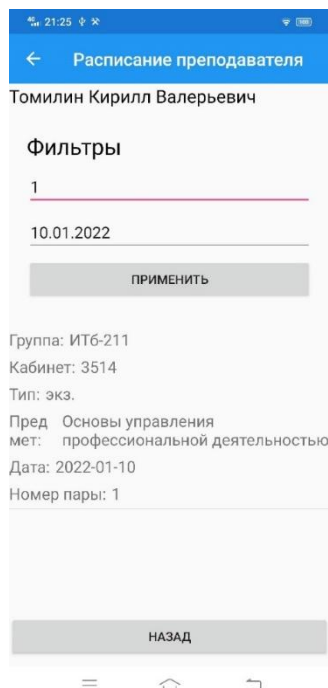 21:25
Расписание преподавателя
Томилин Кирилл Валерьевич
Фильтры
1
10.01.2022
ПРИМЕНИТЬ
Группа: ИТб-211
Кабинет: 3514
Тип: экз.
Пред Основы управления
мет: профессиональной деятельностью
Дата: 2022-01-10
Номер пары: 1
НАЗАД